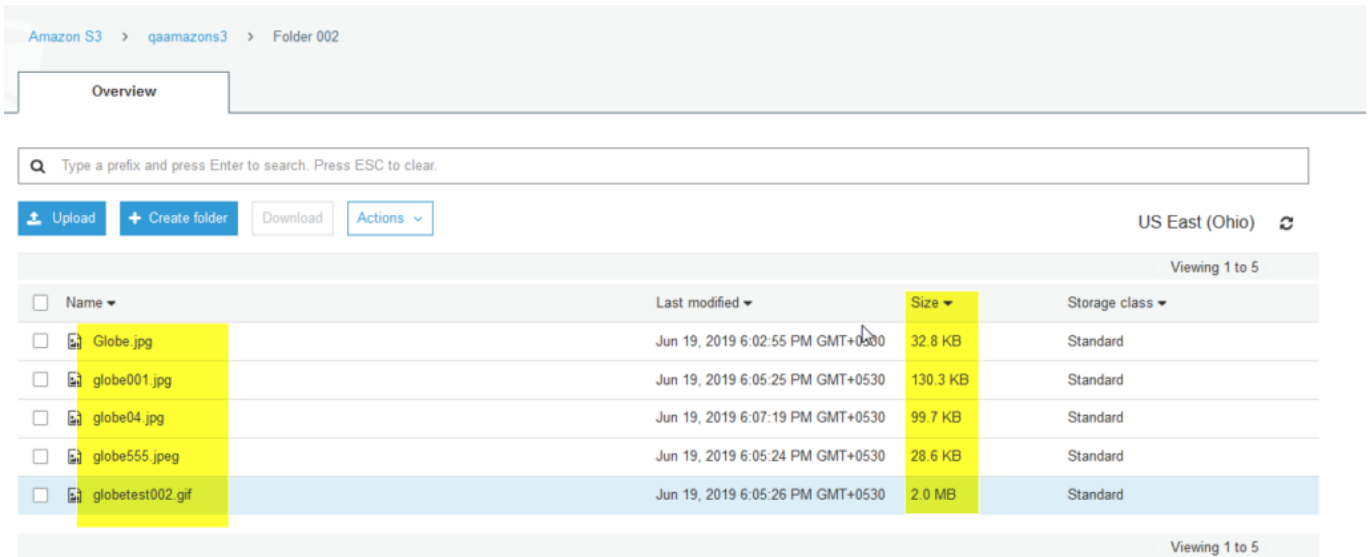 Amazon S3 > qaamazons3 > Folder 002
Overview
Type a prefix and press Enter to search. Press ESC to clear.
Upload + Create folder Download Actions
US East (Ohio)
Viewing 1 to 5
Name Last modified Size Storage class
Globe.jpg Jun 19, 2019 6:02:55 PM GMT+0530 32.8 KB Standard
globe001.jpg Jun 19, 2019 6:05:25 PM GMT+0530 130.3 KB Standard
globe04.jpg Jun 19, 2019 6:07:19 PM GMT+0530 99.7 KB Standard
globe555.jpeg Jun 19, 2019 6:05:24 PM GMT+0530 28.6 KB Standard
globetest002.gif Jun 19, 2019 6:05:26 PM GMT+0530 2.0 MB Standard
Viewing 1 to 5